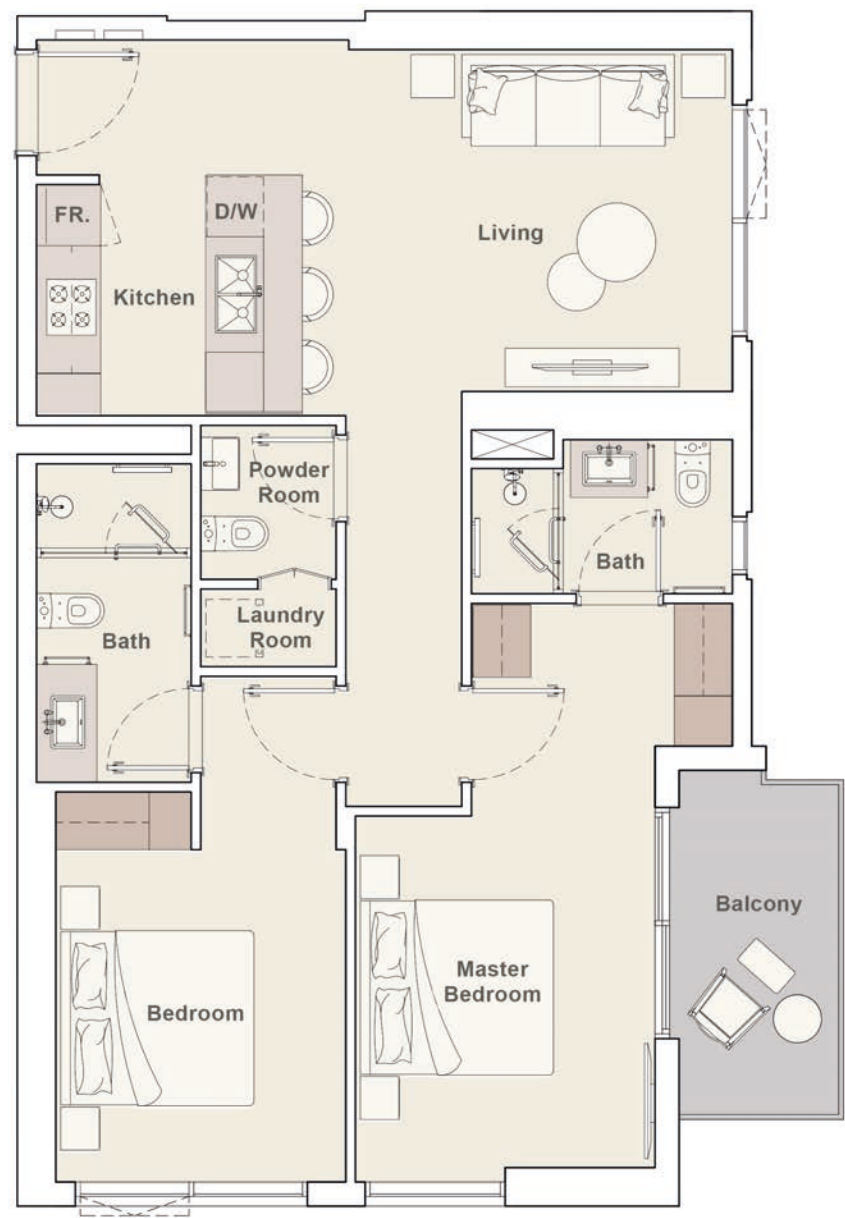 FR.
D/W
Living
Kitchen
Powder
Room
Bath
Laundry
Room
Bath
Balcony
Master
Bedroom
Bedroom